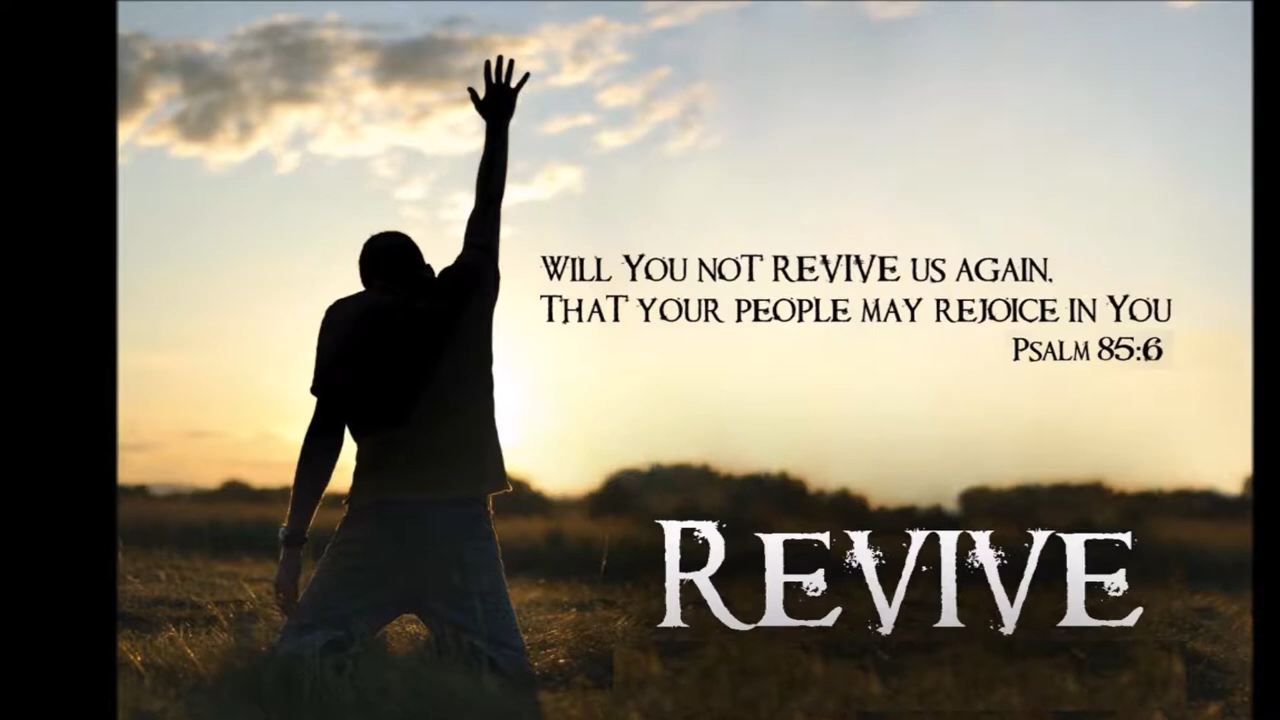 WILL YOU NOT REVIVE US AGAIN,
THAT YOUR PEOPLE MAY REJOICE IN YOU
PSALM 85:6
REVIVE